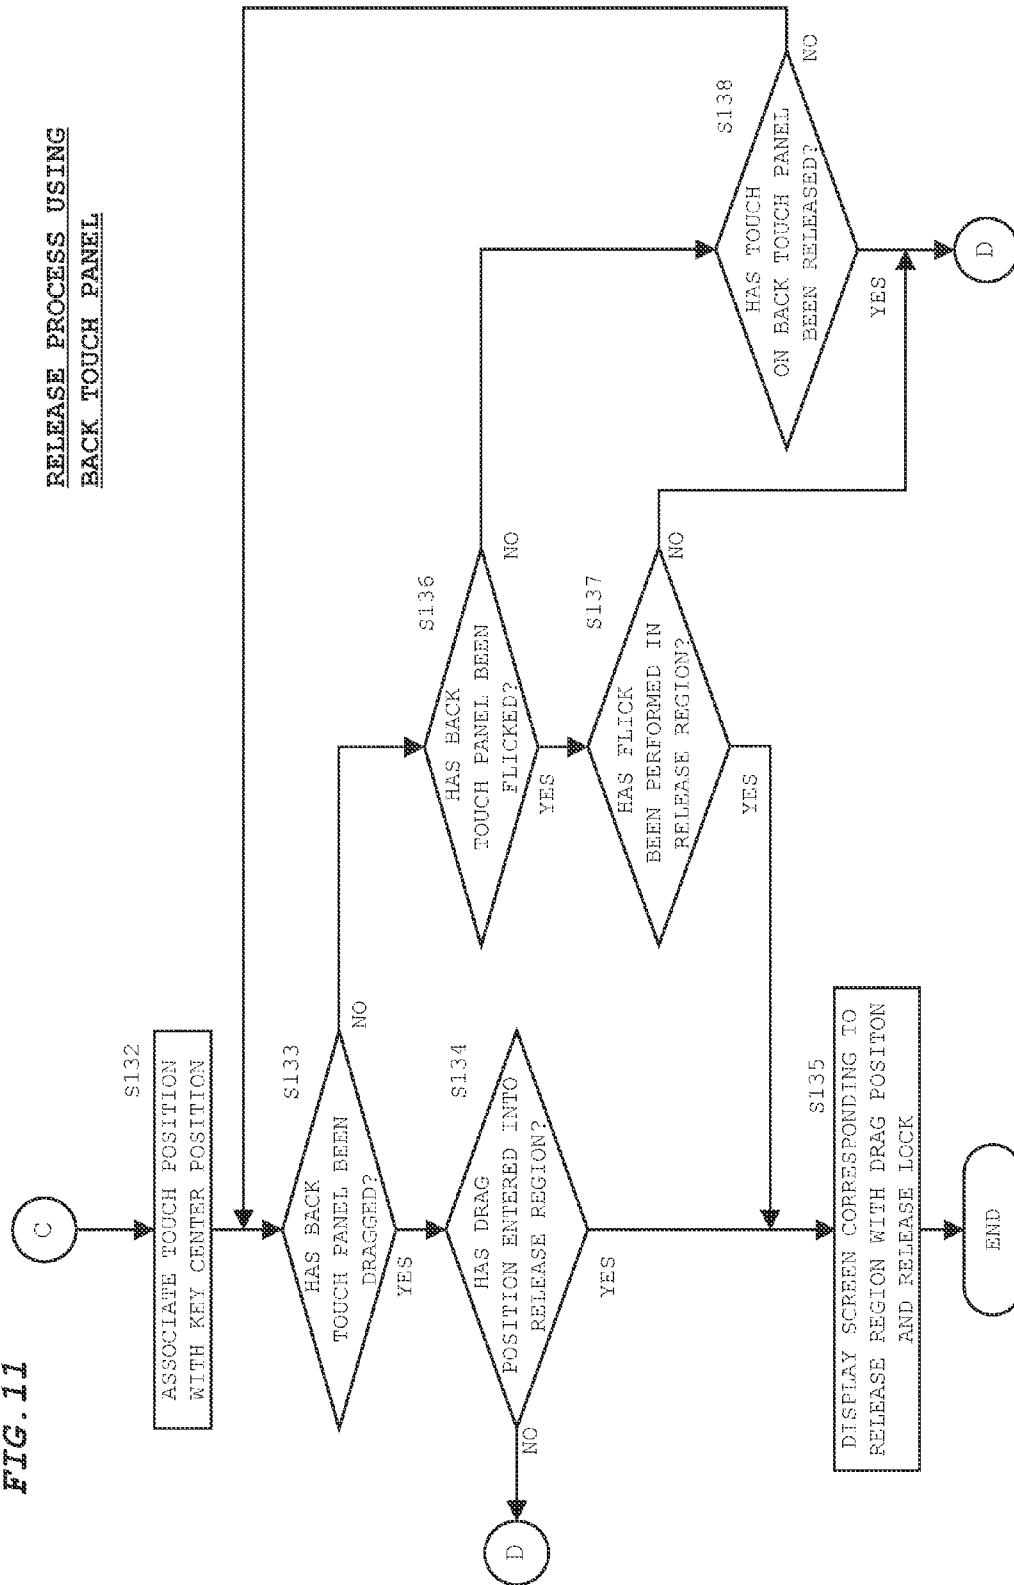 FIG.11
RELEASE PROCESS USING
BACK TOUCH PANEL
C
S132
ASSOCIATE TOUCH POSITION
WITH KEY CENTER POSITION
S133
HAS BACK
TOUCH PANEL BEEN
DRAGGED?
NO
YES
S134
HAS DRAG
POSITION ENTERED INTO
RELEASE REGION?
NO
D
YES
S136
HAS BACK
TOUCH PANEL BEEN
FLICKED?
NO
YES
S137
HAS FLICK
BEEN PERFORMED IN
RELEASE REGION?
NO
YES
S138
HAS TOUCH
ON BACK TOUCH PANEL
BEEN RELEASED?
NO
YES
D
S135
DISPLAY SCREEN CORRESPONDING TO
RELEASE REGION WITH DRAG POSITON
AND RELEASE LOCK
END